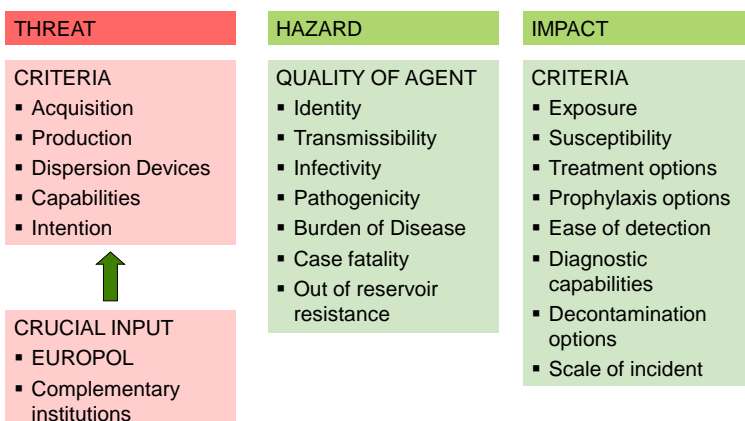 THREAT
CRITERIA
▪ Acquisition
▪ Production
▪ Dispersion Devices
▪ Capabilities
▪ Intention
CRUCIAL INPUT
▪ EUROPOL
▪ Complementary
institutions
HAZARD
QUALITY OF AGENT
▪ Identity
▪ Transmissibility
▪ Infectivity
▪ Pathogenicity
▪ Burden of Disease
▪ Case fatality
▪ Out of reservoir
resistance
IMPACT
CRITERIA
▪ Exposure
▪ Susceptibility
▪ Treatment options
▪ Prophylaxis options
▪ Ease of detection
▪ Diagnostic
capabilities
▪ Decontamination
options
▪ Scale of incident